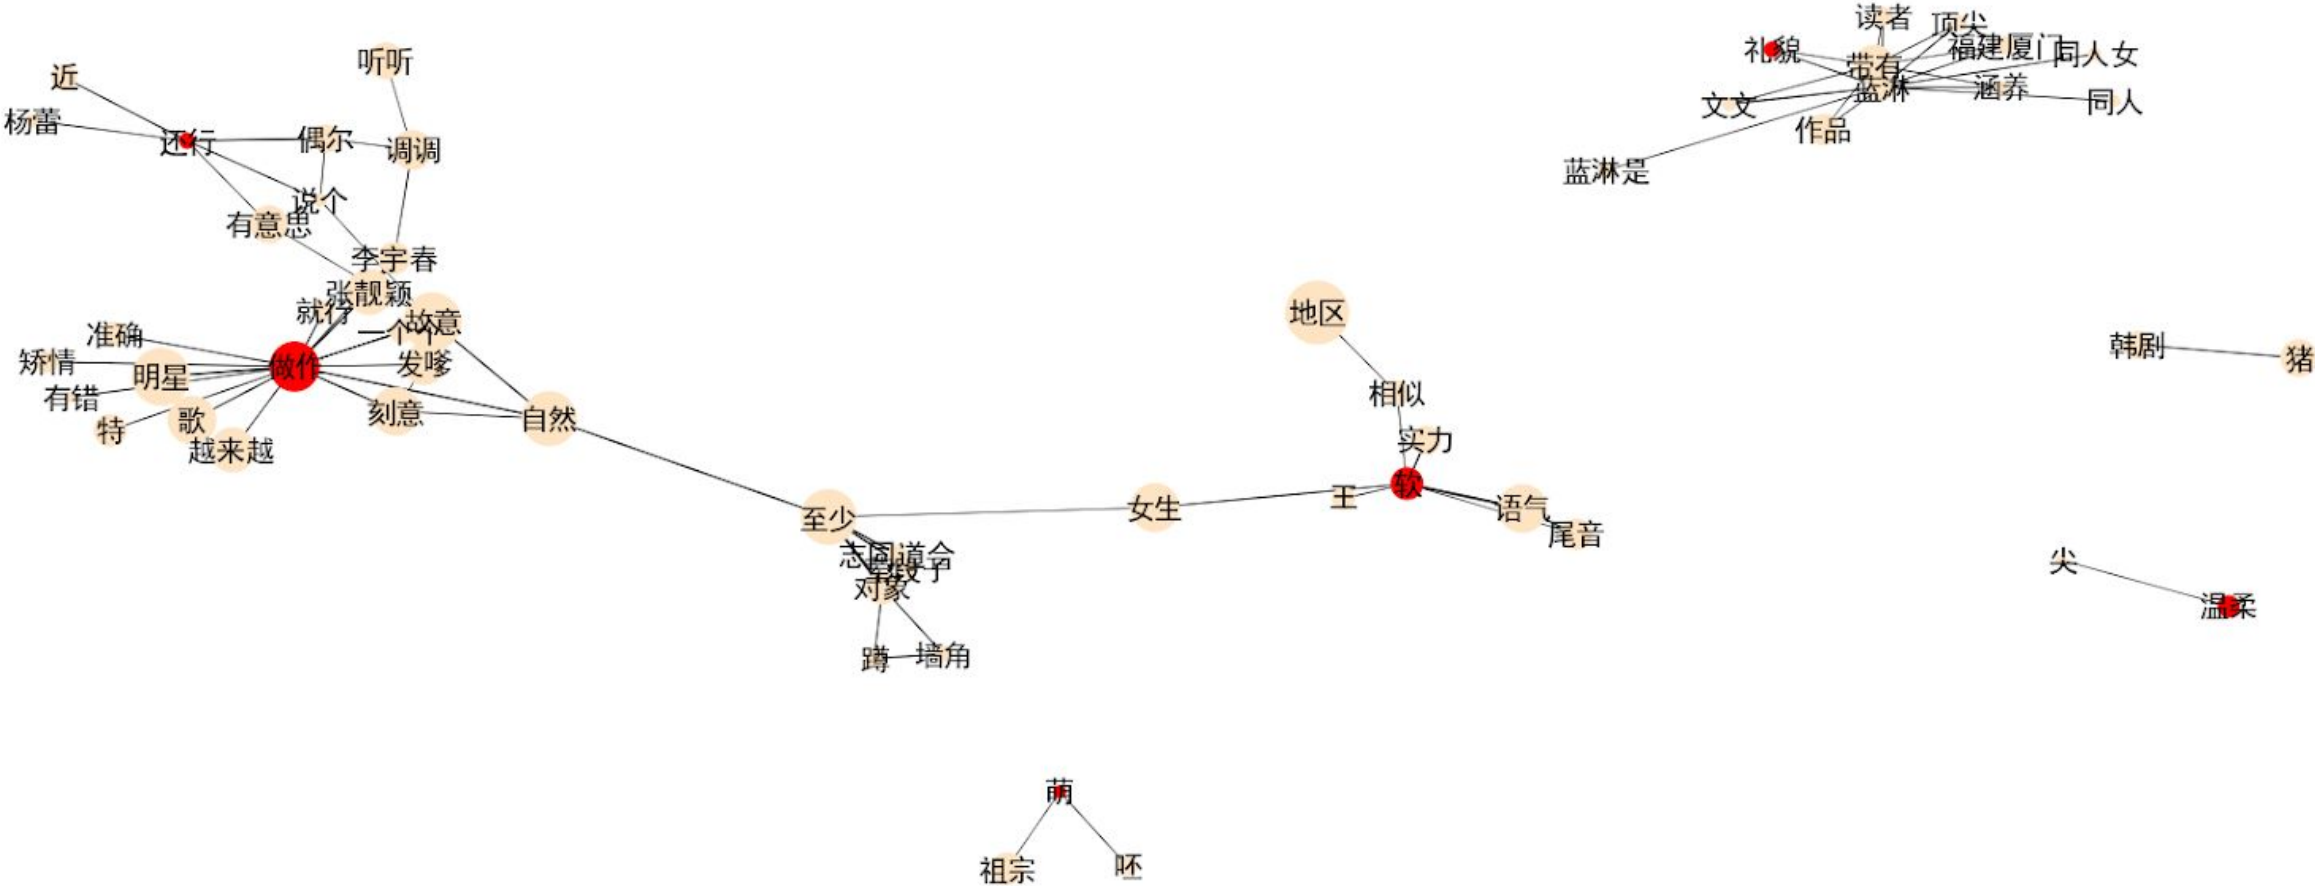 读者
顶尖
礼貌
福建厦门
同人女
带有
蓝淋
涵养
文文
同人
作品
蓝淋是
听听
近
杨蕾
还行
偶尔
调调
说个
有意思
李宇春
张靓颖
就行
故意
一个个
准确
矫情
明星
做作
发嗲
有错
刻意
特
歌
自然
越来越
地区
相似
实力
软
王
语气
尾音
女生
至少
志同道合
对象
蹲
墙角
韩剧
猪
尖
温柔
萌
祖宗
呸